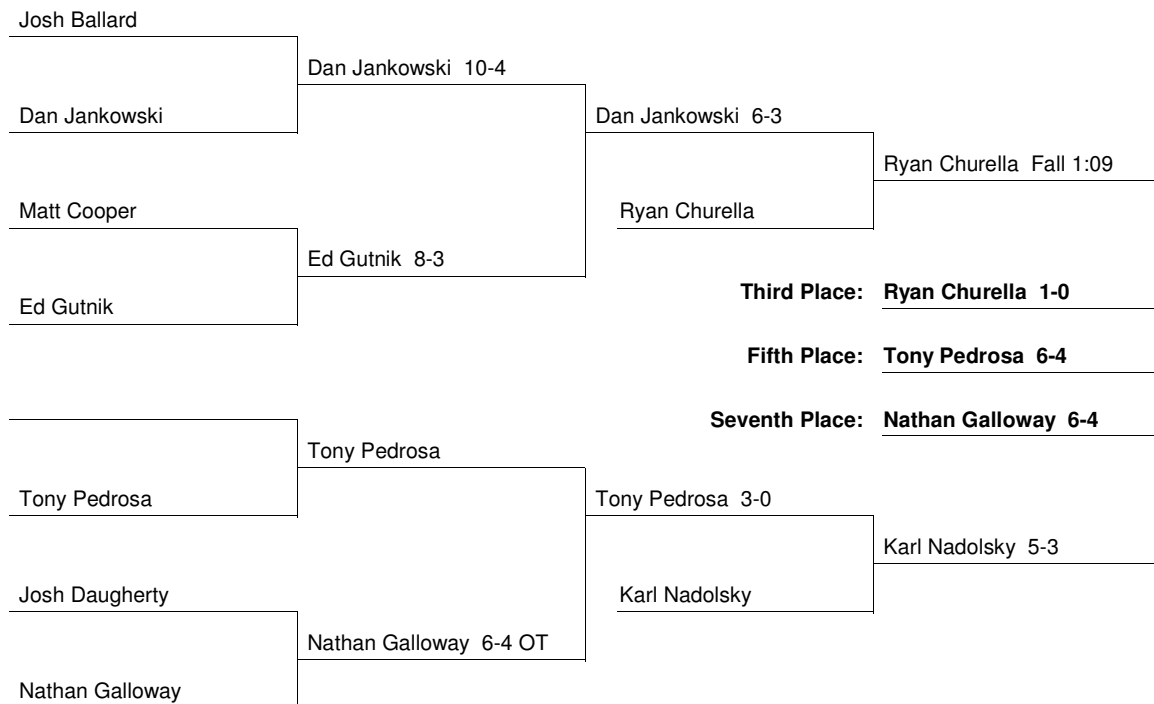 Josh Ballard
Dan Jankowski 10-4
Dan Jankowski
Dan Jankowski 6-3
Ryan Churella Fall 1:09
Matt Cooper
Ryan Churella
Ed Gutnik 8-3
Third Place: Ryan Churella 1-0
Ed Gutnik
Fifth Place: Tony Pedrosa 6-4
Seventh Place: Nathan Galloway 6-4
Tony Pedrosa
Tony Pedrosa
Tony Pedrosa 3-0
Karl Nadolsky 5-3
Josh Daugherty
Karl Nadolsky
Nathan Galloway 6-4 OT
Nathan Galloway